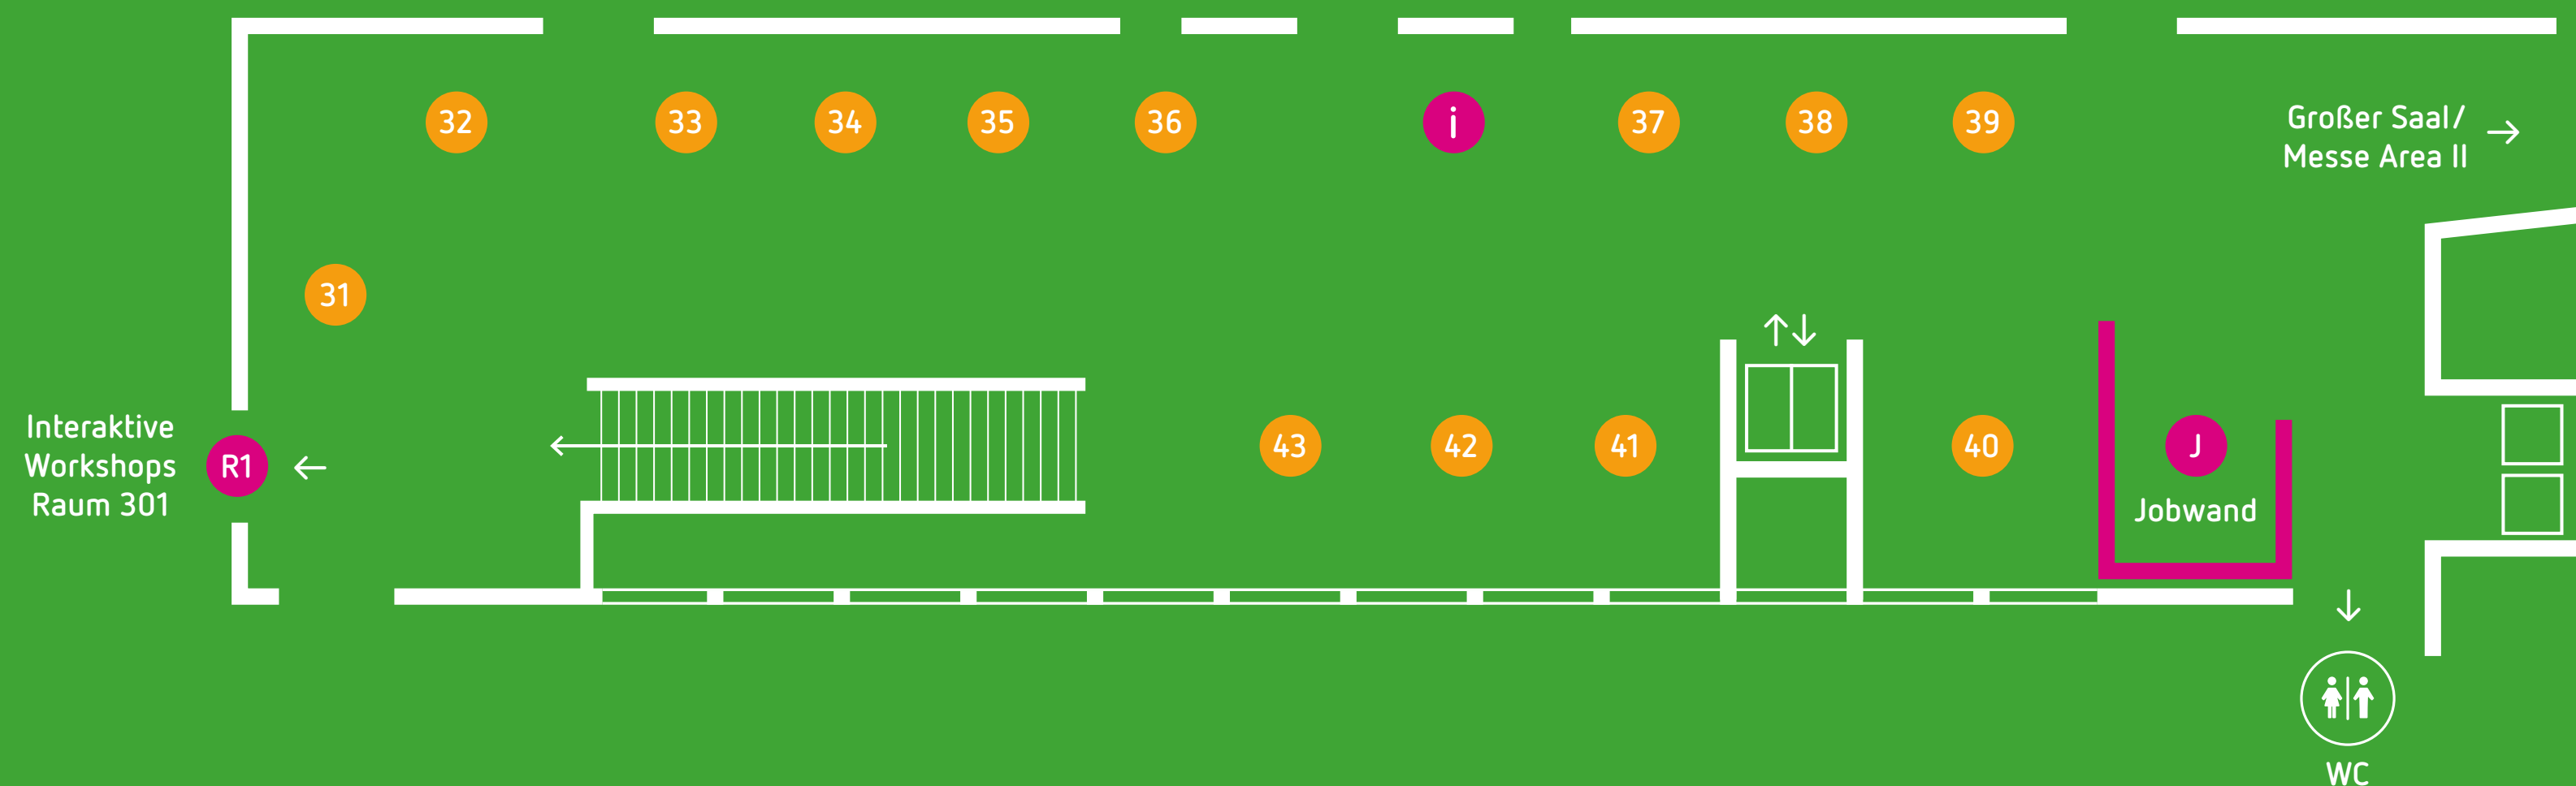 32
33
34
35
36
i
37
38
39
Großer Saal/
Messe Area II
31
Interaktive
Workshops
Raum 301
R1
43
42
41
40
J
Jobwand
WC